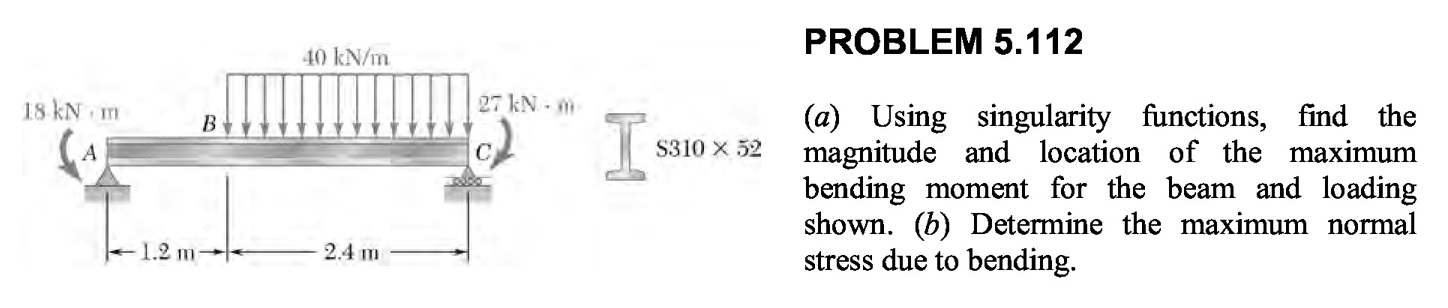 PROBLEM 5.112
40 kN/m
18 kN · m
27 kN · m
B
A
C
S310 × 52
1.2 m
2.4 m
(a) Using singularity functions, find the
magnitude and location of the maximum
bending moment for the beam and loading
shown. (b) Determine the maximum normal
stress due to bending.